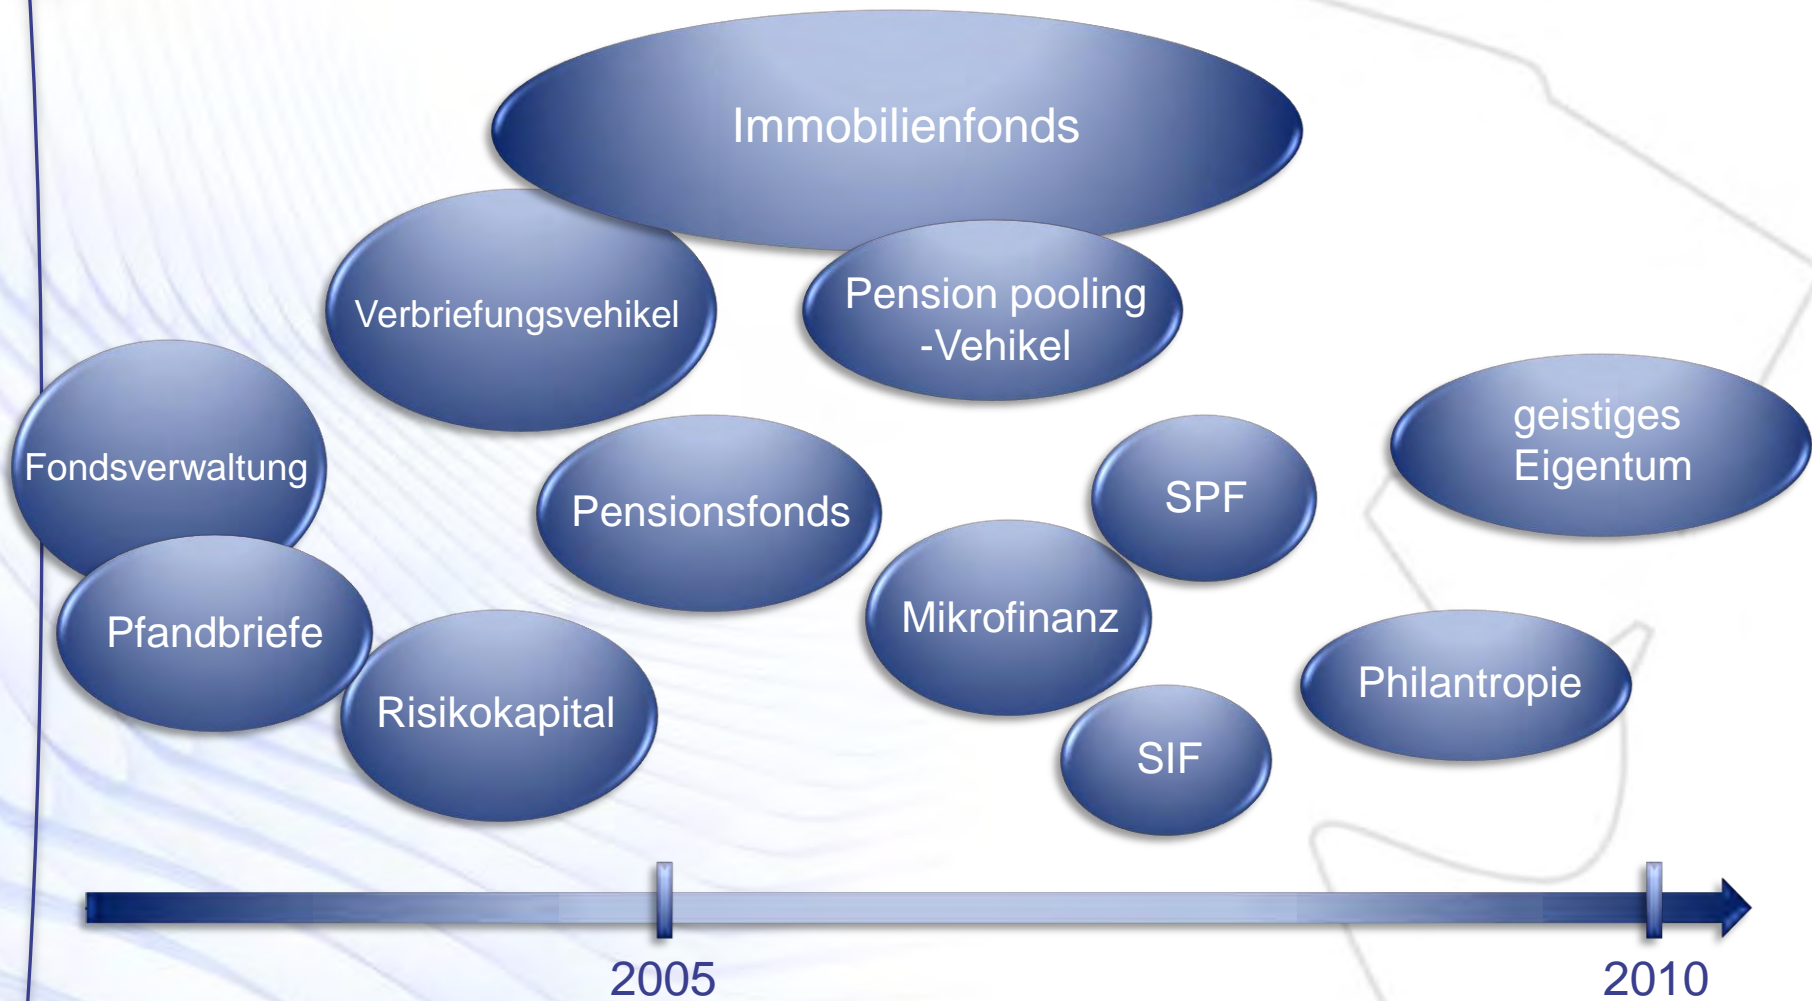 Immobilienfonds
Verbriefungsvehikel
Pension pooling
-Vehikel
Fondsverwaltung
Pensionsfonds
SPF
geistiges
Eigentum
Pfandbriefe
Risikokapital
Mikrofinanz
SIF
Philantropie
2005
2010